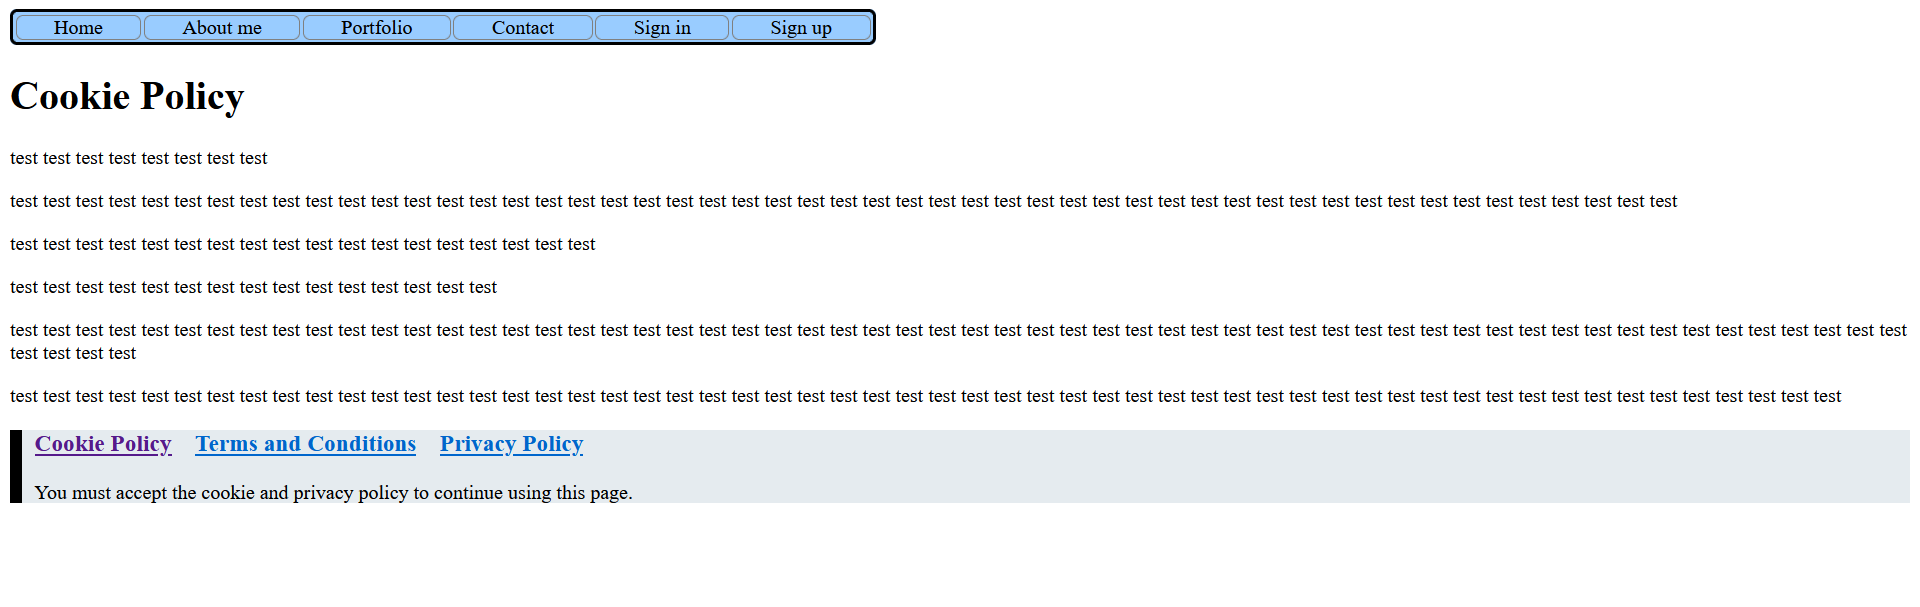 Home About me Portfolio Contact Sign in Sign up
Cookie Policy
test test test test test test test test
test test test test test test test test test test test test test test test test test test test test test test test test test test test test test test test test test test test test test test test test test test test test test test test test test test
test test test test test test test test test test test test test test test test test test
test test test test test test test test test test test test test test test
test test test test test test test test test test test test test test test test test test test test test test test test test test test test test test test test test test test test test test test test test test test test test test test test test test test test test test test test test test
test test test test
test test test test test test test test test test test test test test test test test test test test test test test test test test test test test test test test test test test test test test test test test test test test test test test test test test test test test test test
Cookie Policy Terms and Conditions Privacy Policy
You must accept the cookie and privacy policy to continue using this page.